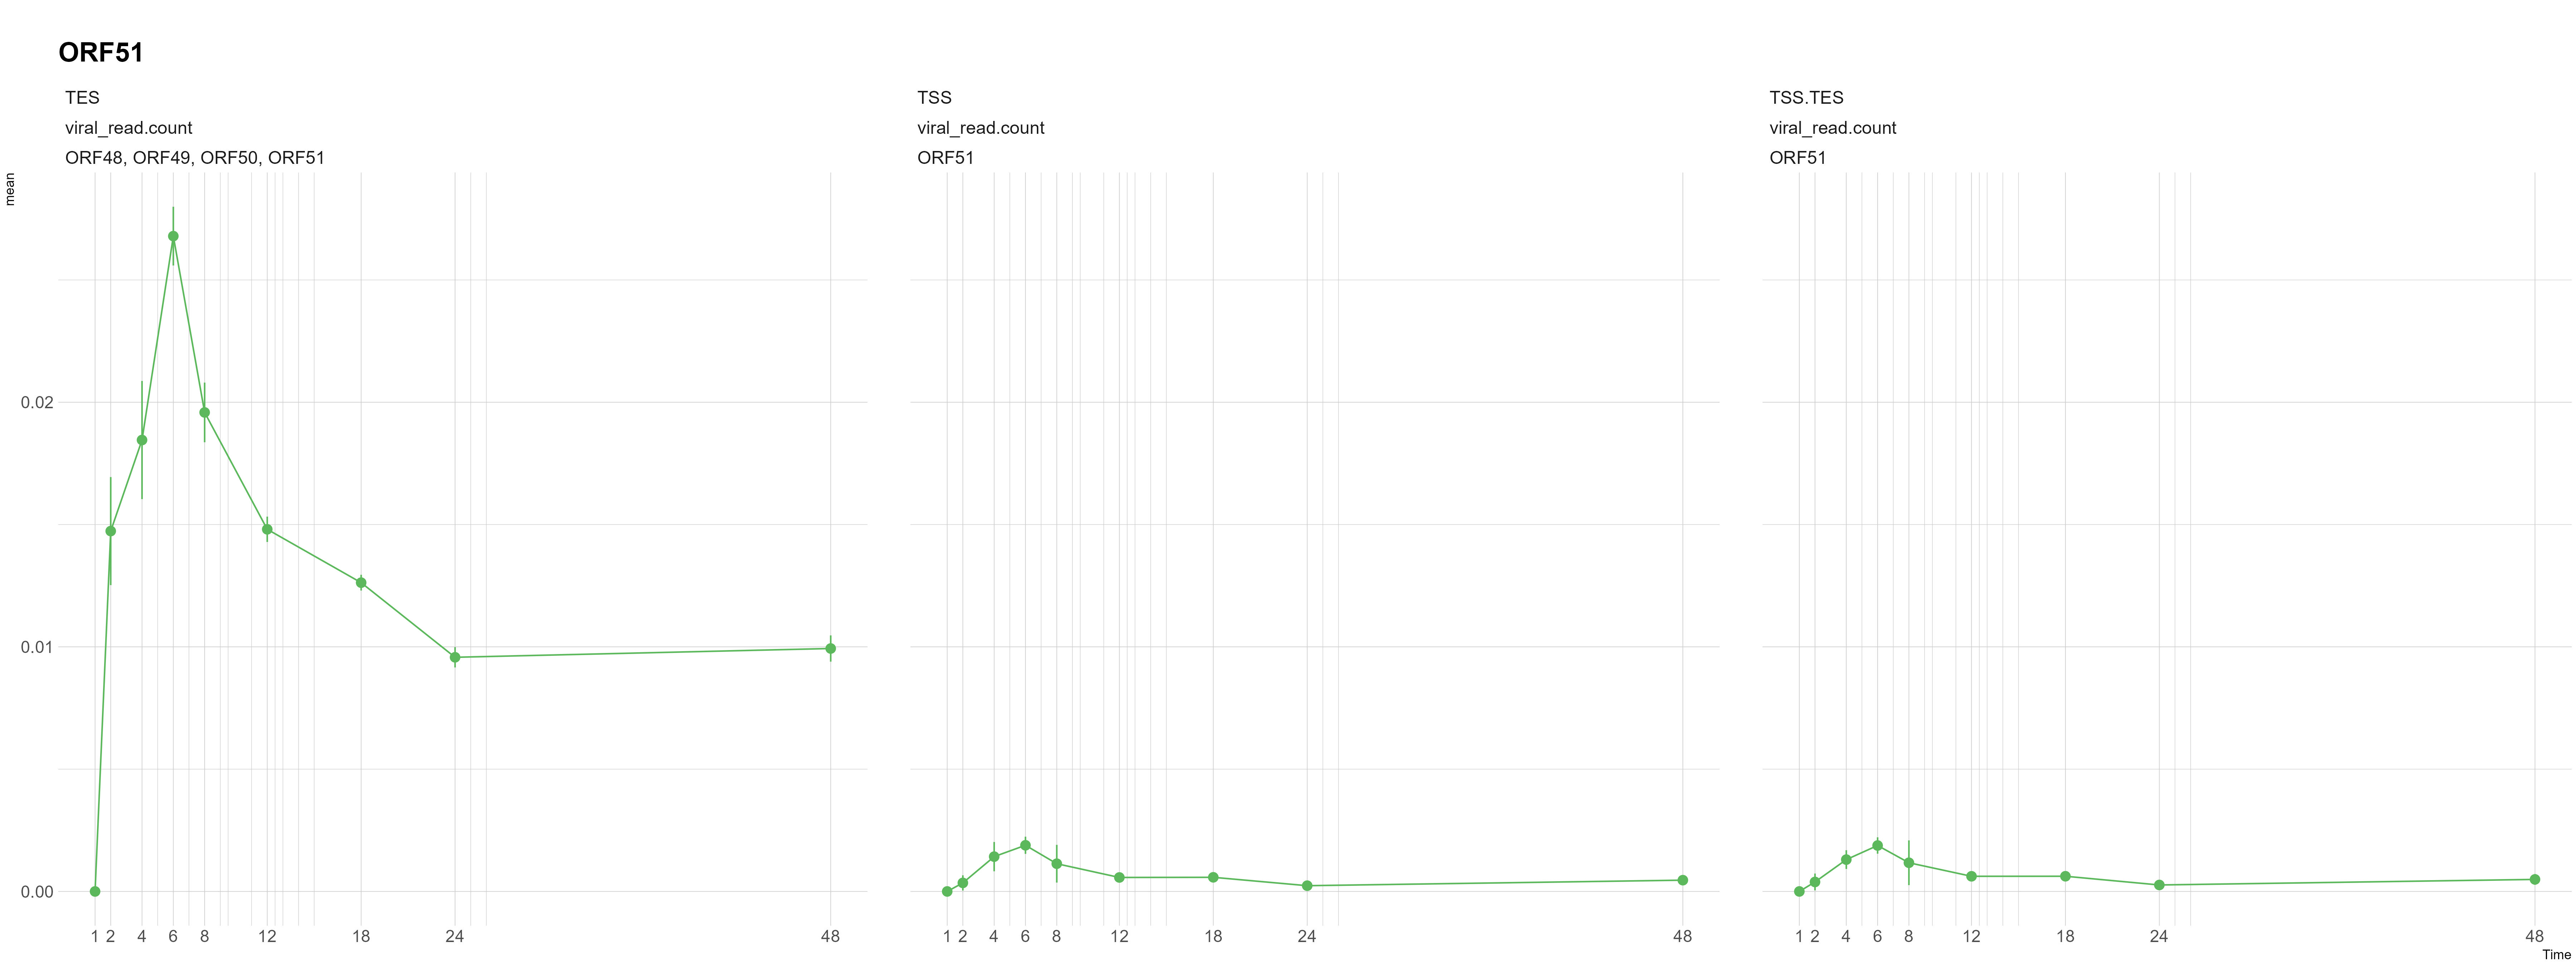 ORF51
TES
viral_read.count
ORF48, ORF49, ORF50, ORF51
TSS
viral_read.count
ORF51
TSS.TES
viral_read.count
ORF51
mean
0.02
0.01
0.00
1 2 4 6 8 12 18 24 48
1 2 4 6 8 12 18 24 48
1 2 4 6 8 12 18 24 48
Time